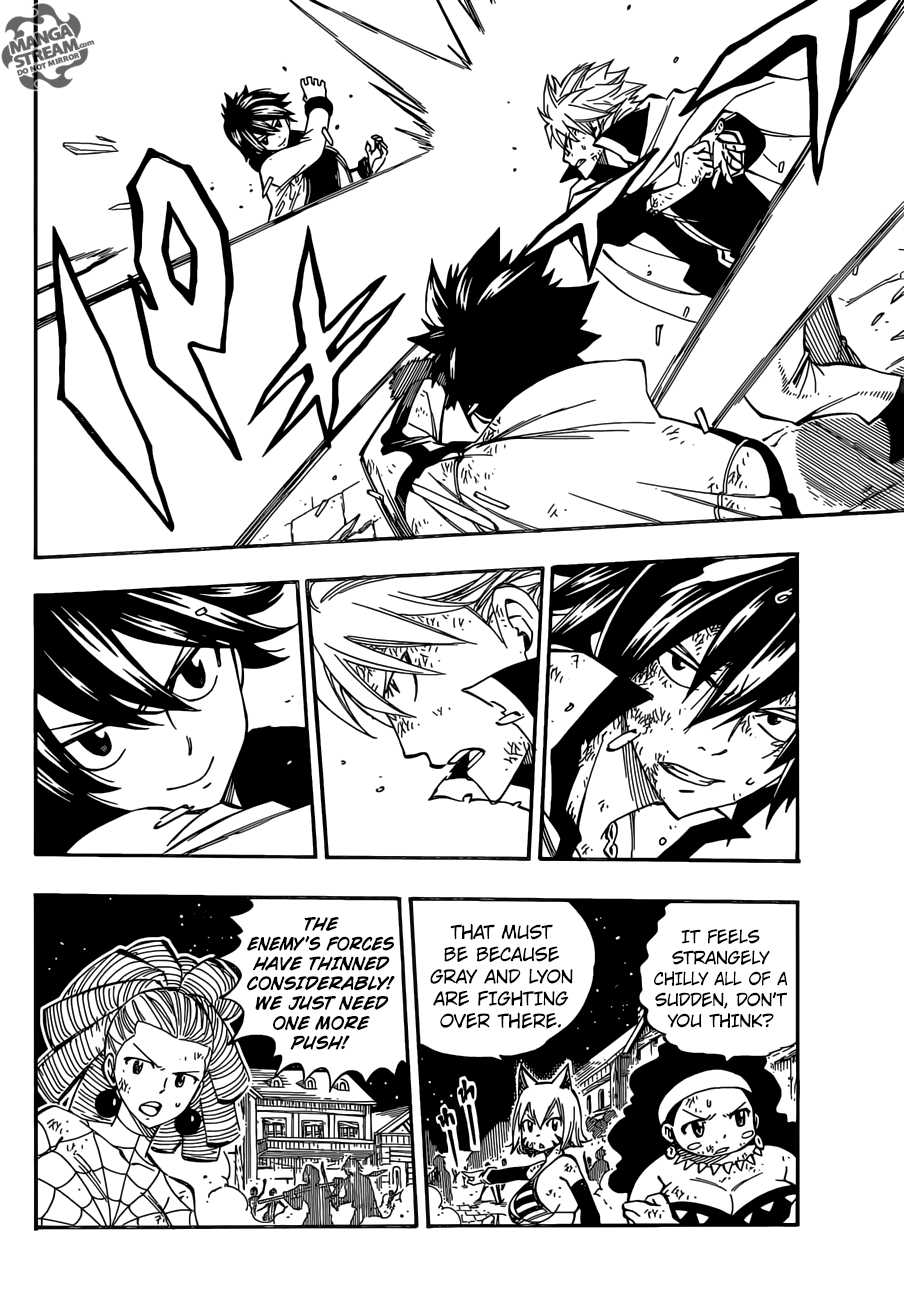 MANGA
STREAM.com
DO NOT MIRROR
パキ
IT FEELS
STRANGELY
CHILLY ALL OF A
SUDDEN, DON'T
YOU THINK?
THAT MUST
BE BECAUSE
GRAY AND LYON
ARE FIGHTING
OVER THERE.
THE
ENEMY'S FORCES
HAVE THINNED
CONSIDERABLY!
WE JUST NEED
ONE MORE
PUSH!